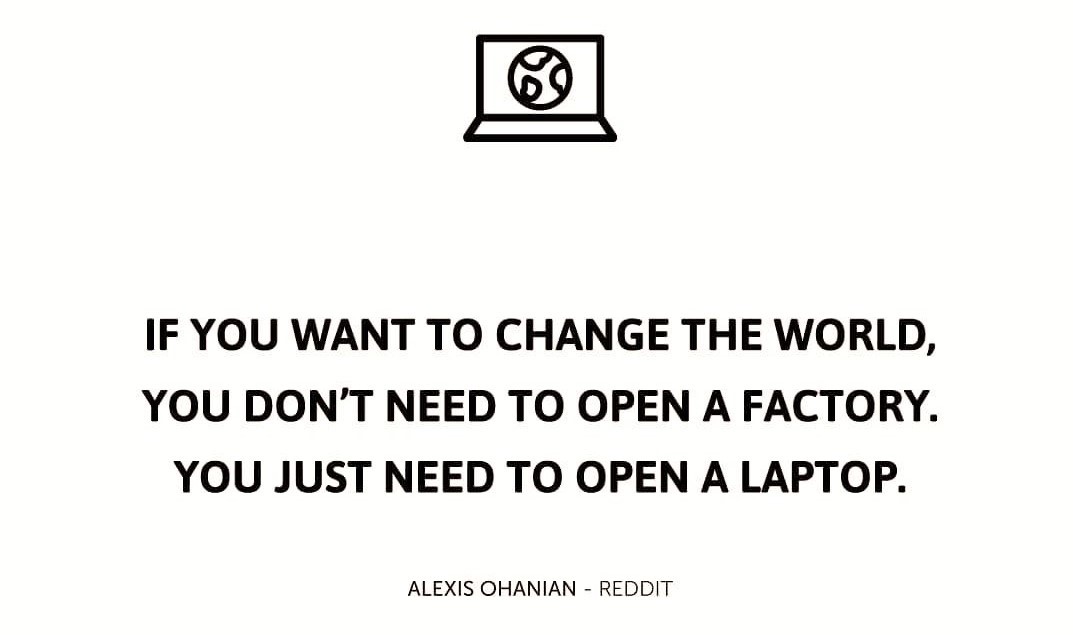 IF YOU WANT TO CHANGE THE WORLD,
YOU DON’T NEED TO OPEN A FACTORY.
YOU JUST NEED TO OPEN A LAPTOP.
ALEXIS OHANIAN - REDDIT